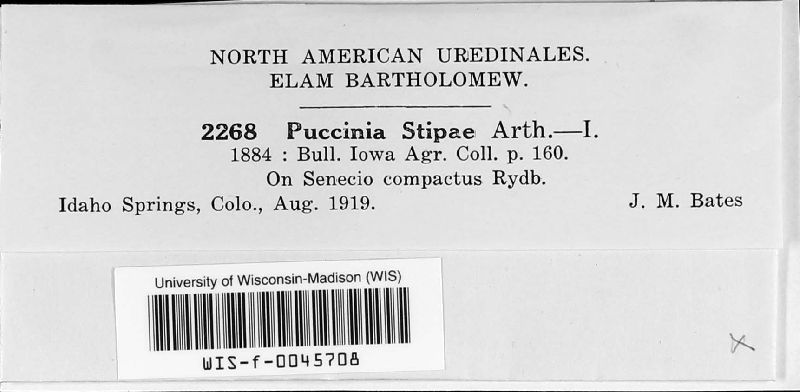 NORTH AMERICAN UREDINALES.
ELAM BARTHOLOMEW.
2268 Puccinia Stipae Arth.—I.
1884 : Bull. Iowa Agr. Coll. p. 160.
On Senecio compactus Rydb.
Idaho Springs, Colo., Aug. 1919. J. M. Bates
University of Wisconsin-Madison (WIS)
WIS-f-0045708